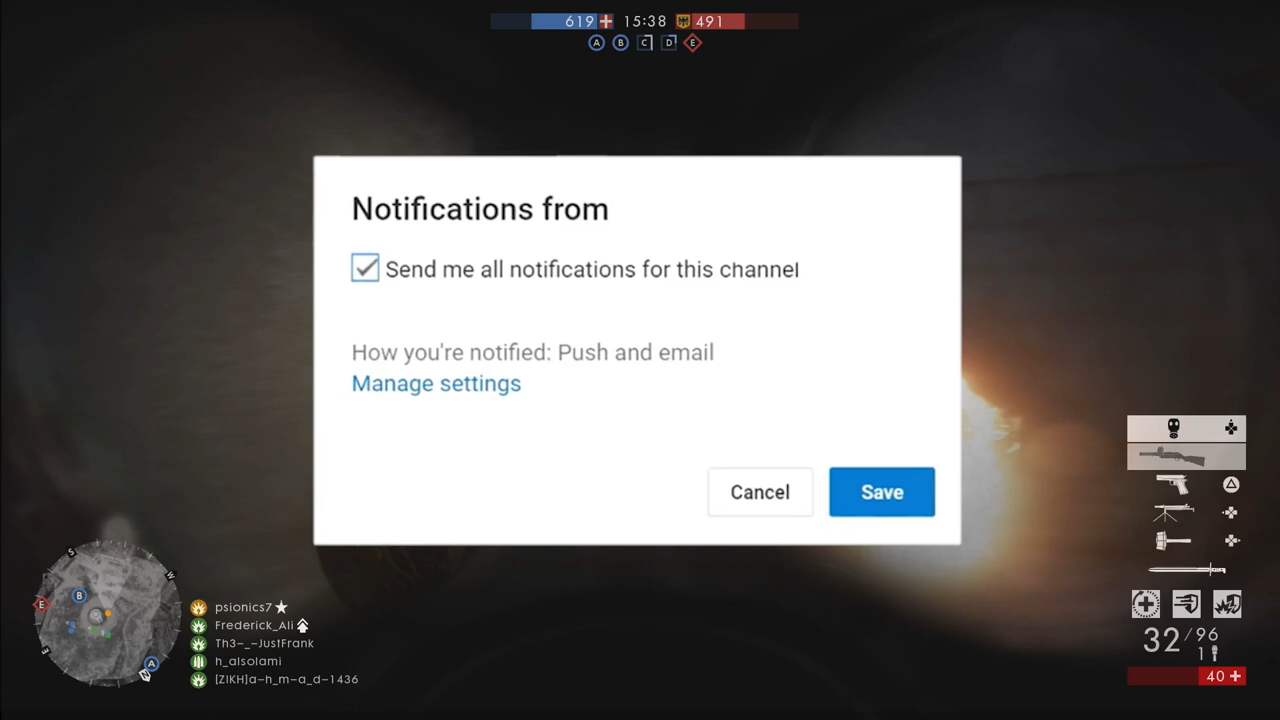 619 15:38 491
A B C D E
Notifications from
Send me all notifications for this channel
How you're notified: Push and email
Manage settings
Cancel Save
S
W
E
B
E
A
N
psionics7
Frederick_Ali
Th3-_-JustFrank
h_alsolami
[ZIKH]a-h_m-a_d-1436
32/96
1
40